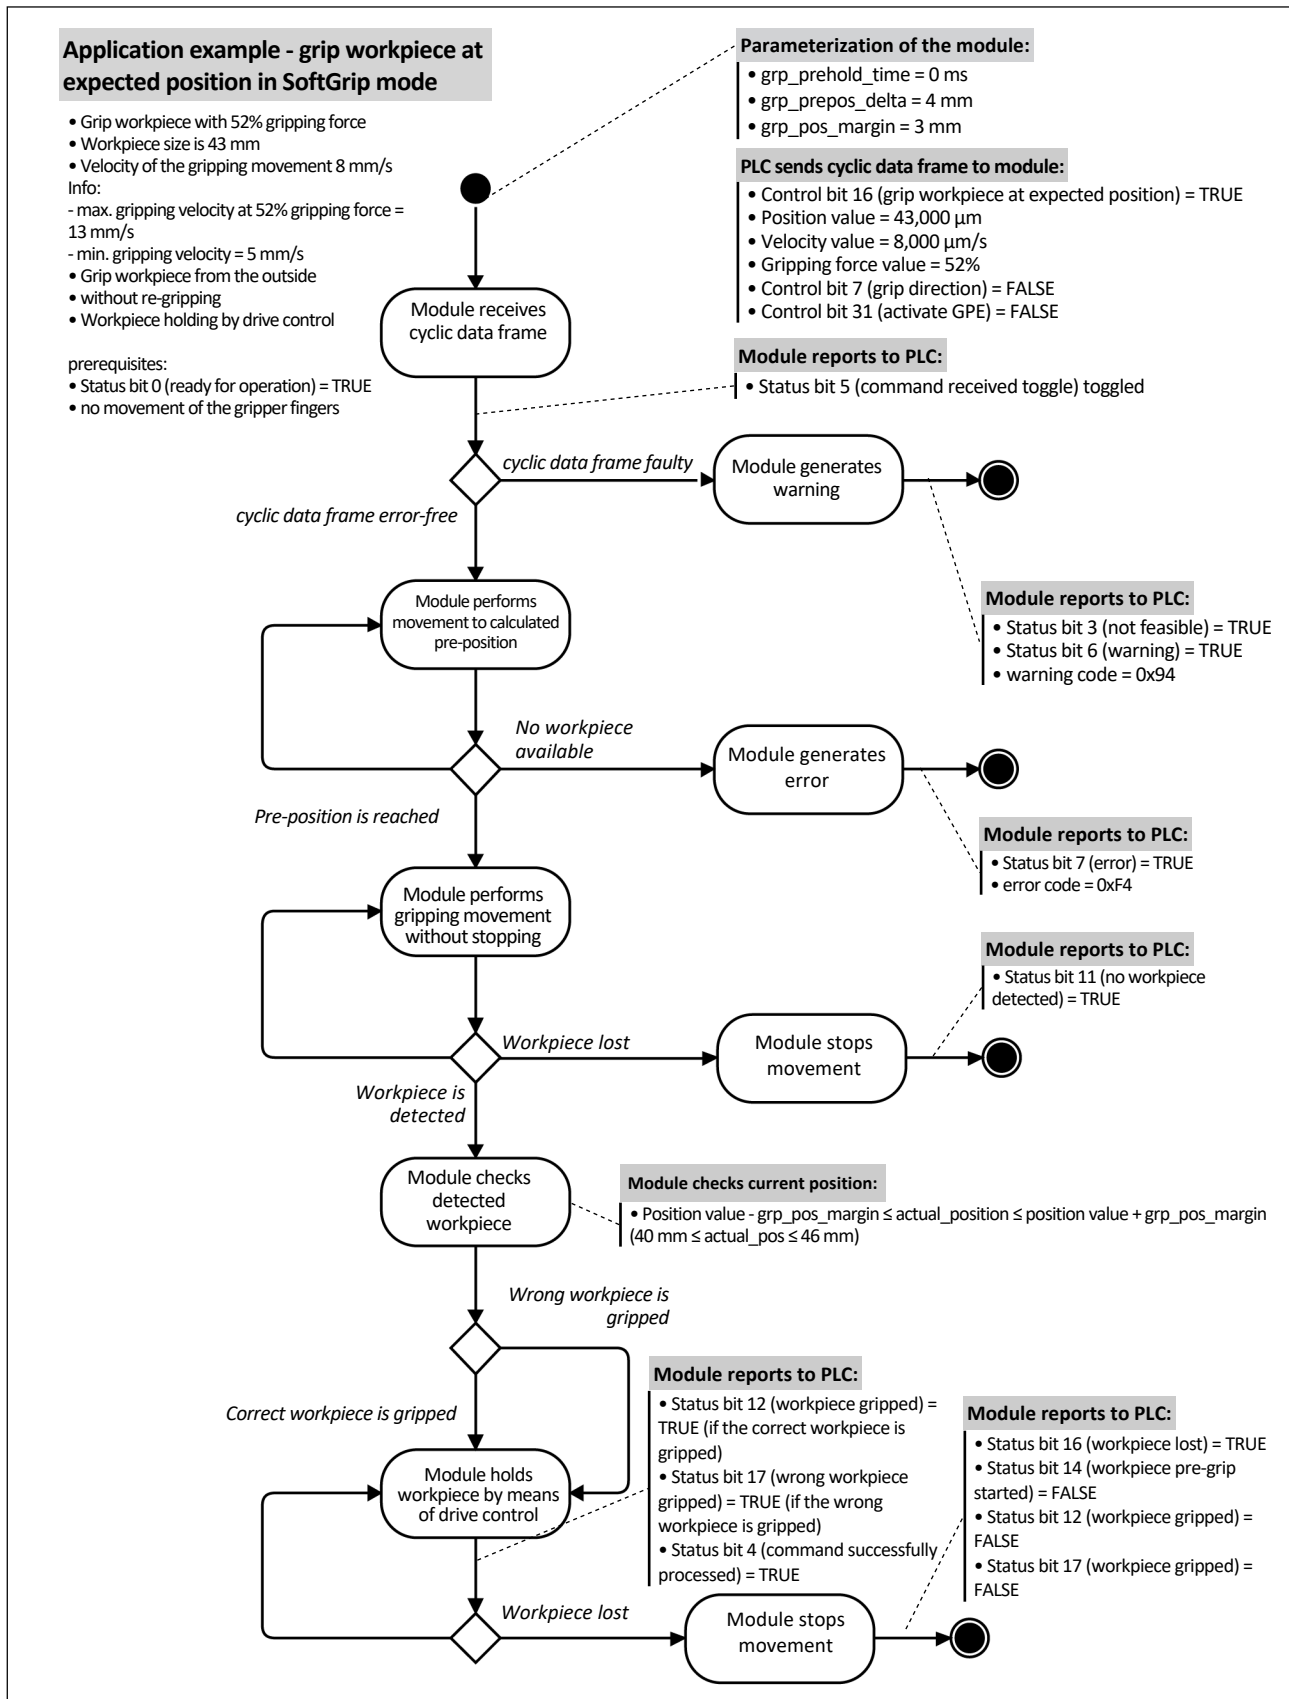 Application example - grip workpiece at
expected position in SoftGrip mode
• Grip workpiece with 52% gripping force
• Workpiece size is 43 mm
• Velocity of the gripping movement 8 mm/s
Info:
- max. gripping velocity at 52% gripping force =
13 mm/s
- min. gripping velocity = 5 mm/s
• Grip workpiece from the outside
• without re-gripping
• Workpiece holding by drive control
prerequisites:
• Status bit 0 (ready for operation) = TRUE
• no movement of the gripper fingers
Parameterization of the module:
• grp_prehold_time = 0 ms
• grp_prepos_delta = 4 mm
• grp_pos_margin = 3 mm
PLC sends cyclic data frame to module:
• Control bit 16 (grip workpiece at expected position) = TRUE
• Position value = 43,000 µm
• Velocity value = 8,000 µm/s
• Gripping force value = 52%
• Control bit 7 (grip direction) = FALSE
• Control bit 31 (activate GPE) = FALSE
Module receives
cyclic data frame
Module reports to PLC:
• Status bit 5 (command received toggle) toggled
cyclic data frame faulty
Module generates
warning
cyclic data frame error-free
Module reports to PLC:
• Status bit 3 (not feasible) = TRUE
• Status bit 6 (warning) = TRUE
• warning code = 0x94
Module performs
movement to calculated
pre-position
No workpiece
available
Module generates
error
Pre-position is reached
Module reports to PLC:
• Status bit 7 (error) = TRUE
• error code = 0xF4
Module performs
gripping movement
without stopping
Module reports to PLC:
• Status bit 11 (no workpiece
detected) = TRUE
Workpiece lost
Module stops
movement
Workpiece is
detected
Module checks
detected
workpiece
Module checks current position:
• Position value - grp_pos_margin ≤ actual_position ≤ position value + grp_pos_margin
(40 mm ≤ actual_pos ≤ 46 mm)
Wrong workpiece is
gripped
Correct workpiece is gripped
Module reports to PLC:
• Status bit 12 (workpiece gripped) =
TRUE (if the correct workpiece is
gripped)
• Status bit 17 (wrong workpiece
gripped) = TRUE (if the wrong
workpiece is gripped)
• Status bit 4 (command successfully
processed) = TRUE
Module holds
workpiece by means
of drive control
Module reports to PLC:
• Status bit 16 (workpiece lost) = TRUE
• Status bit 14 (workpiece pre-grip
started) = FALSE
• Status bit 12 (workpiece gripped) =
FALSE
• Status bit 17 (workpiece gripped) =
FALSE
Workpiece lost
Module stops
movement